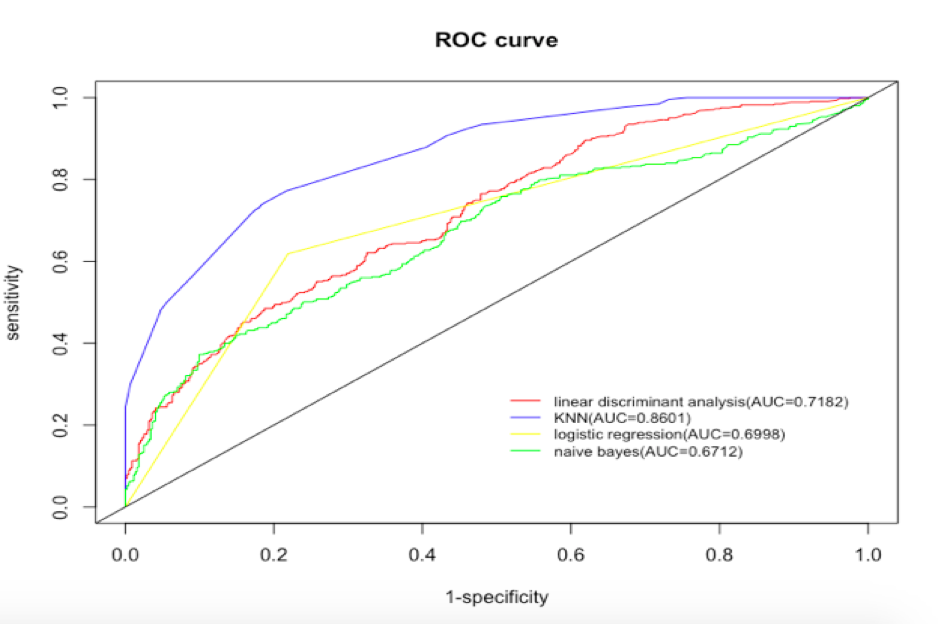 ROC curve
1.0
0.8
0.6
0.4
0.2
0.0
sensitivity
linear discriminant analysis(AUC=0.7182)
KNN(AUC=0.8601)
logistic regression(AUC=0.6998)
naive bayes(AUC=0.6712)
0.0 0.2 0.4 0.6 0.8 1.0
1-specificity